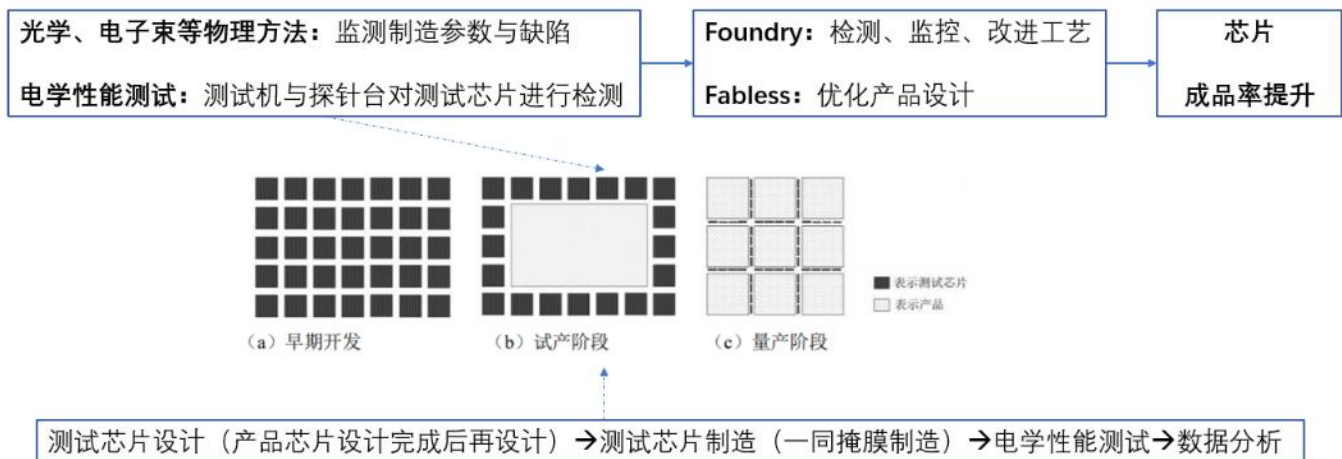 光学、电子束等物理方法：监测制造参数与缺陷
电学性能测试：测试机与探针台对测试芯片进行检测
Foundry：检测、监控、改进工艺
Fabless：优化产品设计
芯片
成品率提升
表示测试芯片
表示产品
（a）早期开发
（b）试产阶段
（c）量产阶段
测试芯片设计（产品芯片设计完成后再设计）→测试芯片制造（一同掩膜制造）→电学性能测试→数据分析